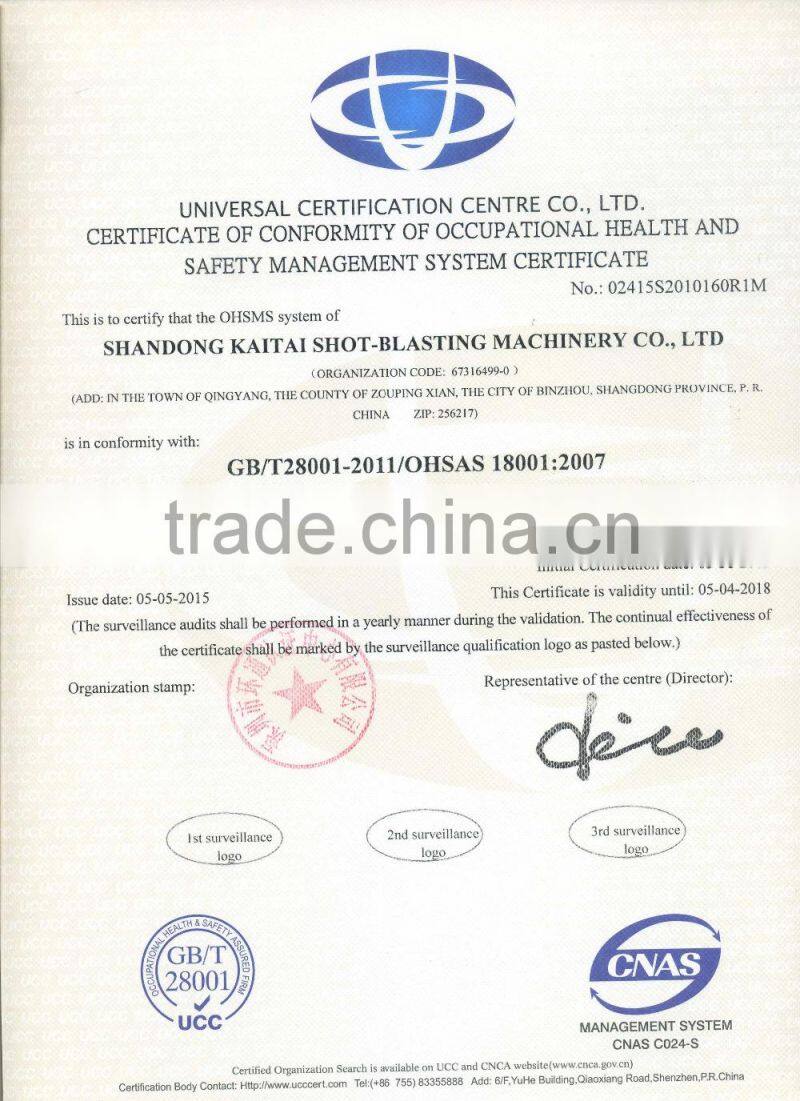 UNIVERSAL CERTIFICATION CENTRE CO., LTD.
CERTIFICATE OF CONFORMITY OF OCCUPATIONAL HEALTH AND
SAFETY MANAGEMENT SYSTEM CERTIFICATE
No.: 02415S2010160R1M
This is to certify that the OHSMS system of
SHANDONG KAITAI SHOT-BLASTING MACHINERY CO., LTD
(ORGANIZATION CODE: 67316499-0 )
(ADD: IN THE TOWN OF QINGYANG, THE COUNTY OF ZOUPING XIAN, THE CITY OF BINZHOU, SHANGDONG PROVINCE, P. R.
CHINA ZIP: 256217)
is in conformity with:
GB/T28001-2011/OHSAS 18001:2007
trade.china.cn
Initial Certification date:
Issue date: 05-05-2015
This Certificate is validity until: 05-04-2018
(The surveillance audits shall be performed in a yearly manner during the validation. The continual effectiveness of
the certificate shall be marked by the surveillance qualification logo as pasted below.)
Organization stamp:
Representative of the centre (Director):
1st surveillance
logo
2nd surveillance
logo
3rd surveillance
logo
OCCUPATIONAL HEALTH & SAFETY ASSURED FIRM
GB/T
28001
UCC
CNAS
MANAGEMENT SYSTEM
CNAS C024-S
Certified Organization Search is available on UCC and CNCA website(www.cnca.gov.cn)
Certification Body Contact: Http://www.ucccert.com Tel:(+86 755) 83355888 Add: 6/F,YuHe Building,Qiaoxiang Road,Shenzhen,P.R.China